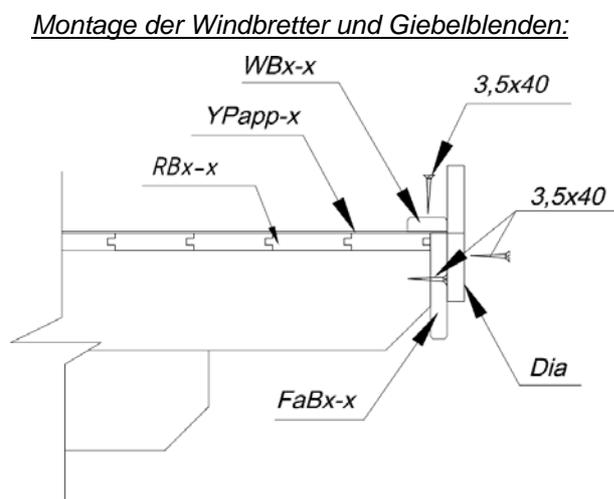 Montage der Windbretter und Giebelblenden:
WBx-x
3,5x40
YPapp-x
RBx-x
3,5x40
Dia
FaBx-x